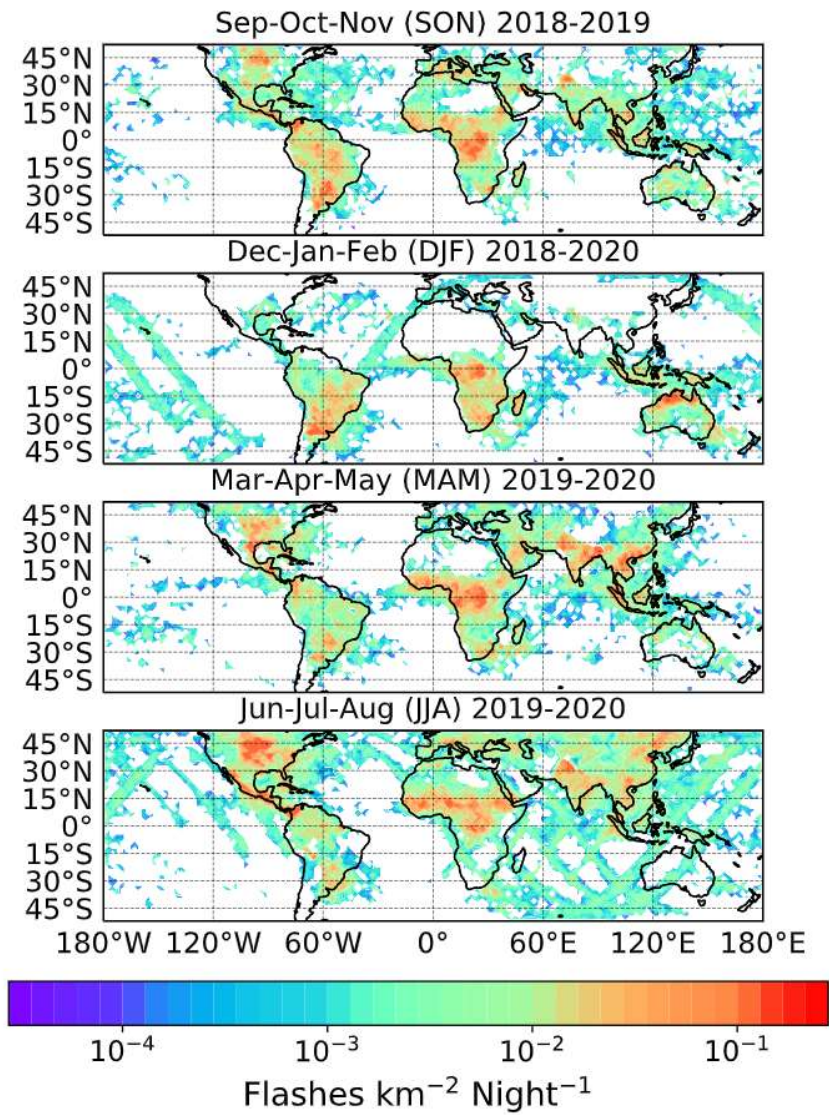 Sep-Oct-Nov (SON) 2018-2019
45°N
30°N
15°N
0°
15°S
30°S
45°S
Dec-Jan-Feb (DJF) 2018-2020
45°N
30°N
15°N
0°
15°S
30°S
45°S
Mar-Apr-May (MAM) 2019-2020
45°N
30°N
15°N
0°
15°S
30°S
45°S
Jun-Jul-Aug (JJA) 2019-2020
45°N
30°N
15°N
0°
15°S
30°S
45°S
180°W 120°W 60°W 0° 60°E 120°E 180°E
10⁻⁴ 10⁻³ 10⁻² 10⁻¹
Flashes km⁻² Night⁻¹